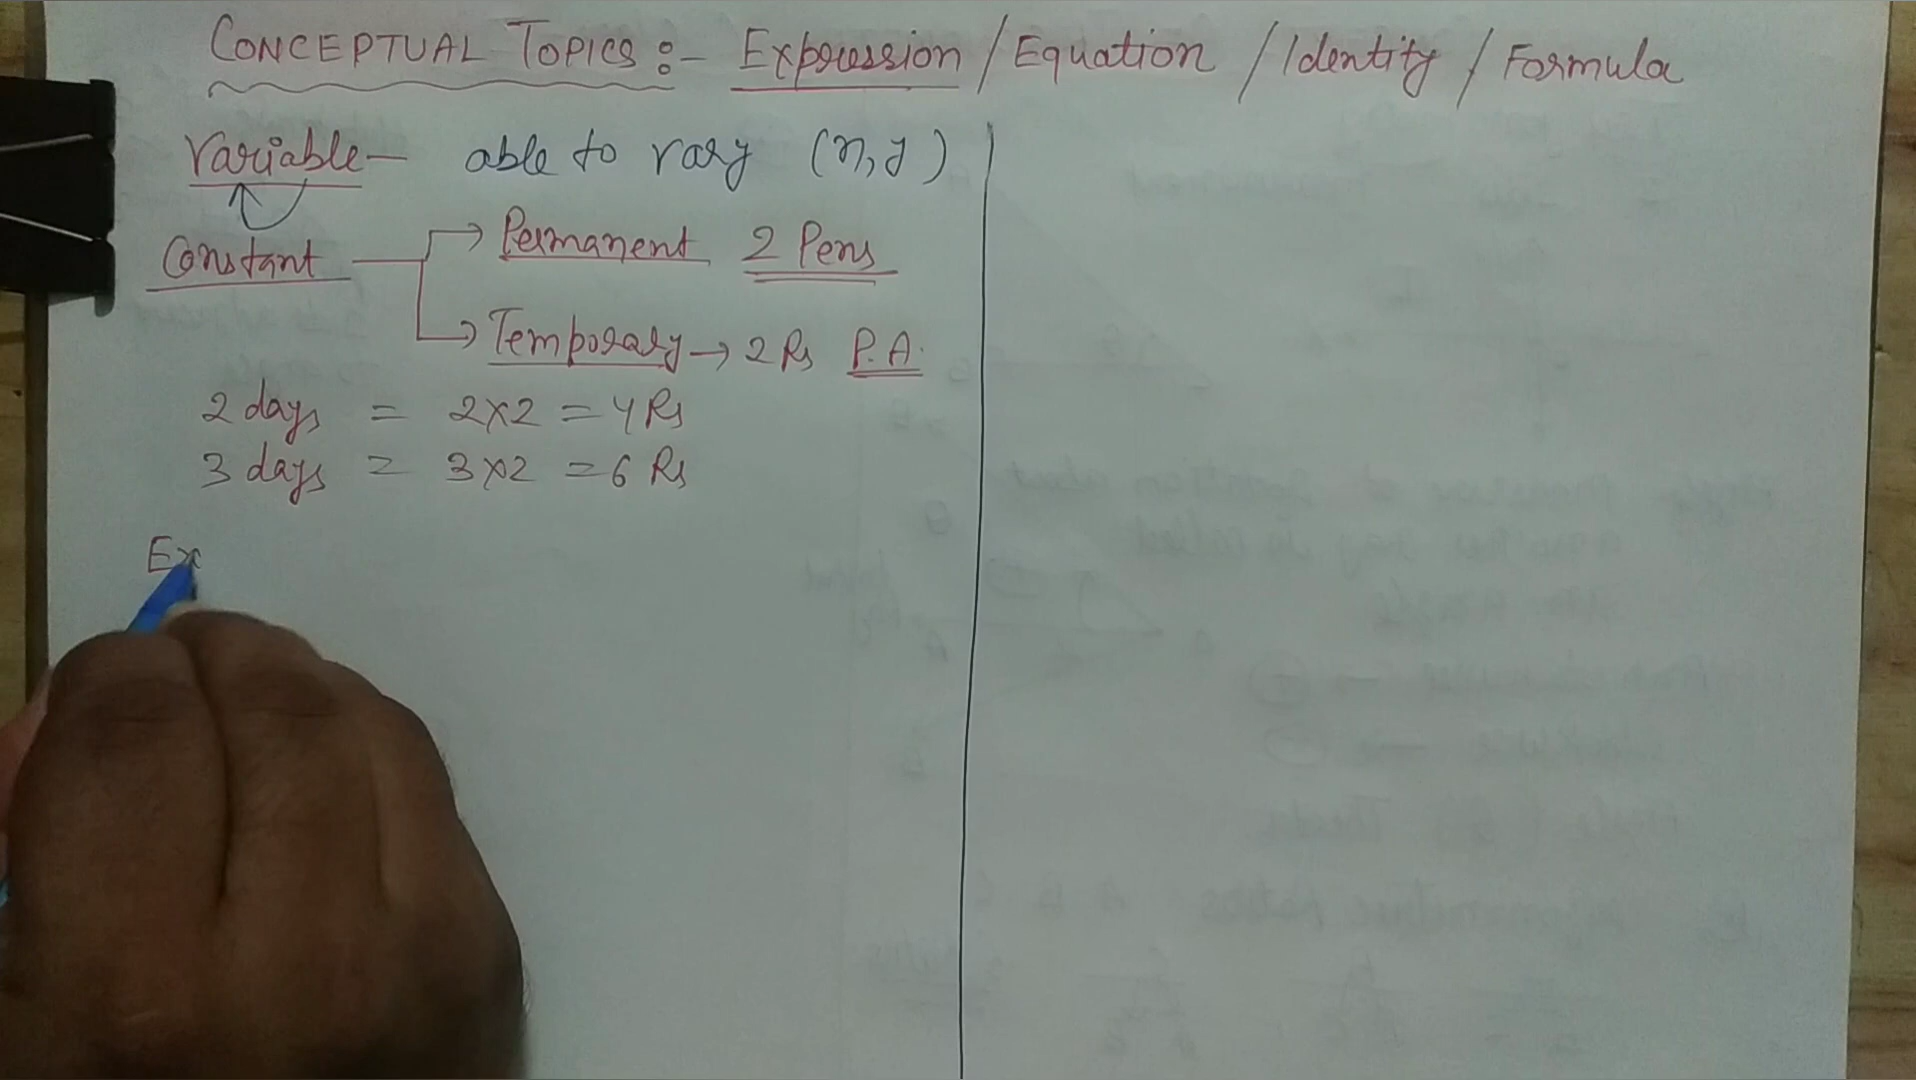 CONCEPTUAL TOPICS :- Expression / Equation / Identity / Formula
Variable - able to vary (x, y)
Constant → Permanent 2 Pens
→ Temporary → 2 Rs P.A.
2 days = 2×2 = 4 Rs
3 days = 3×2 = 6 Rs
Ex